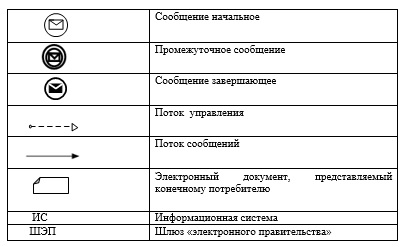 Сообщение начальное
Промежуточное сообщение
Сообщение завершающее
Поток управления
Поток сообщений
Электронный документ, представляемый
конечному потребителю
ИС Информационная система
ШЭП Шлюз «электронного правительства»